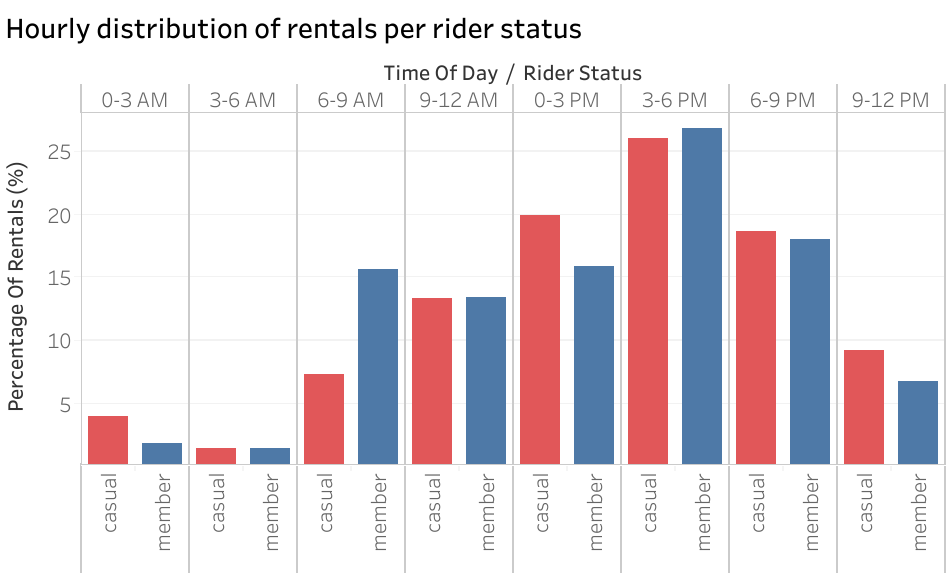 Hourly distribution of rentals per rider status
Time Of Day / Rider Status
0-3 AM 3-6 AM 6-9 AM 9-12 AM 0-3 PM 3-6 PM 6-9 PM 9-12 PM
Percentage Of Rentals (%)
25
20
15
10
5
casual member casual member casual member casual member casual member casual member casual member casual member